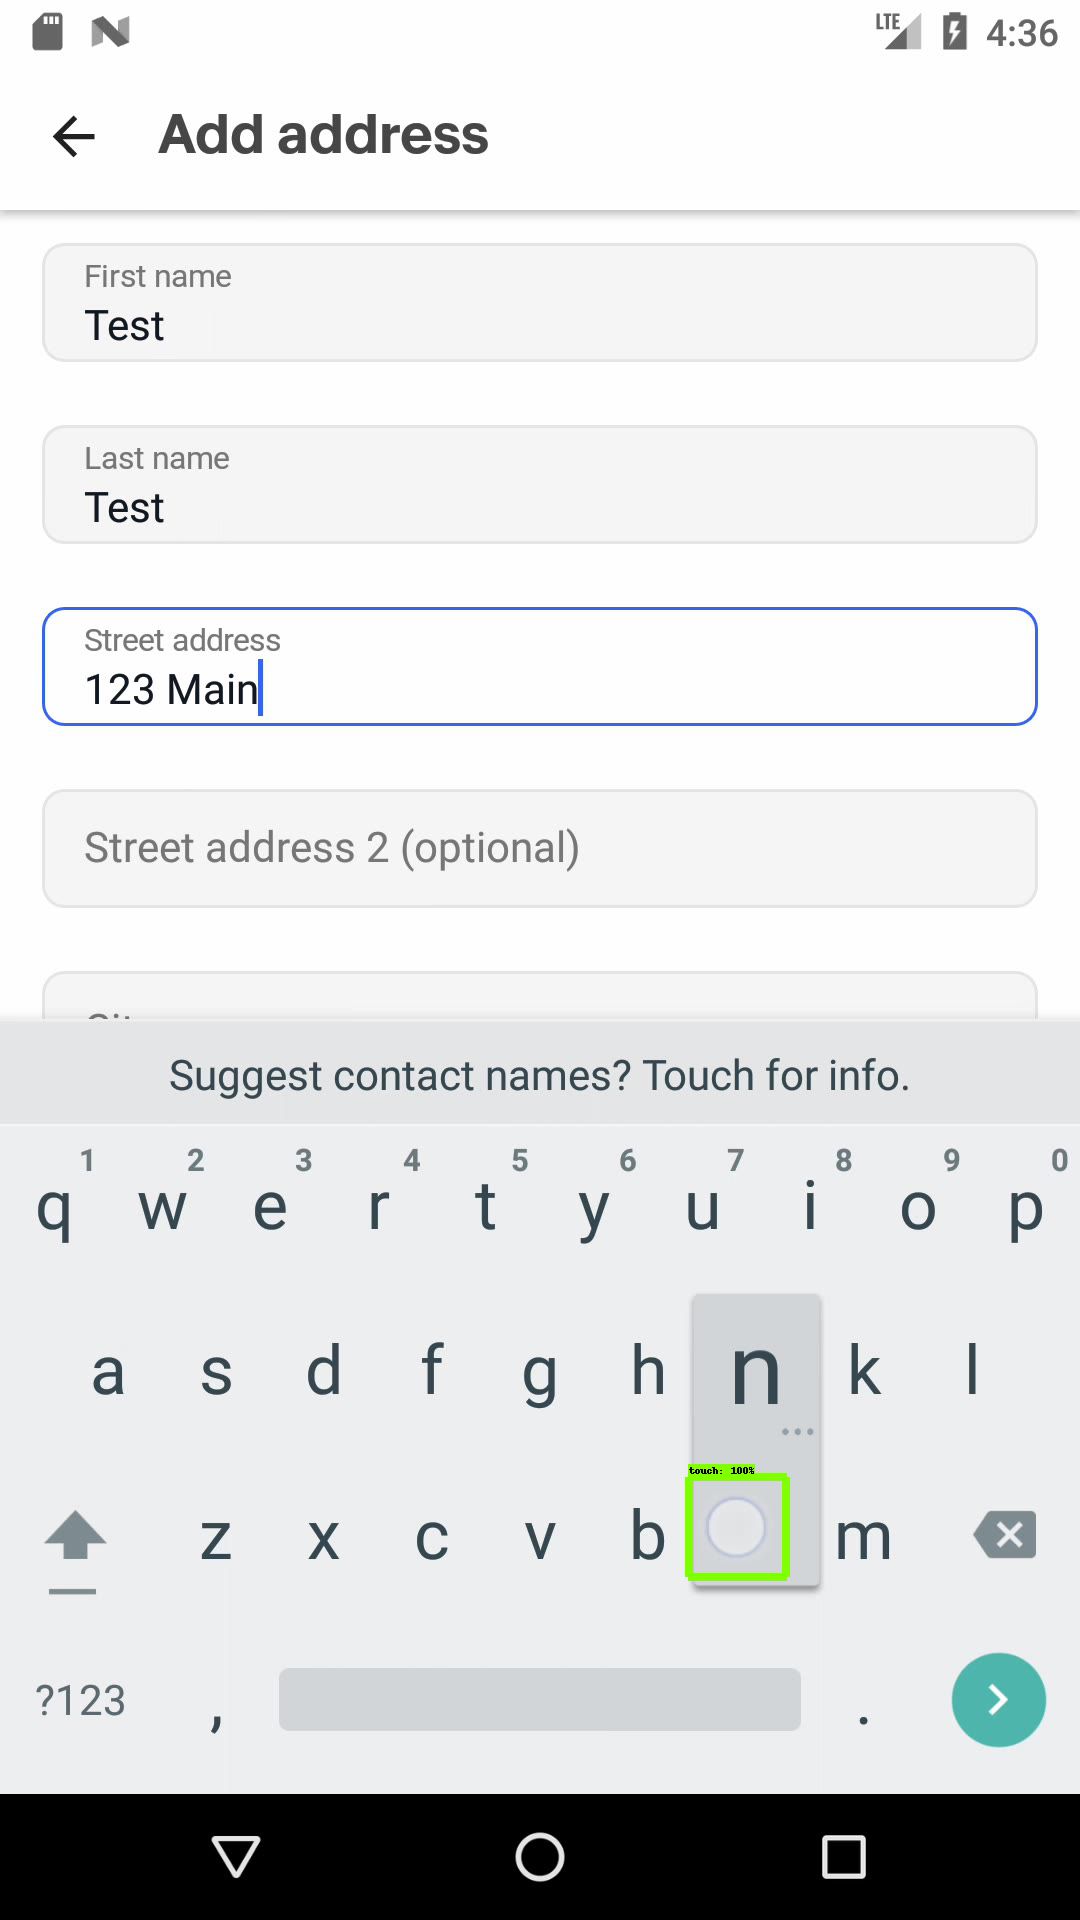 LTE 4:36
Add address
First name
Test
Last name
Test
Street address
123 Main
Street address 2 (optional)
Suggest contact names? Touch for info.
1 2 3 4 5 6 7 8 9 0
q w e r t y u i o p
a s d f g h n k l
touch: 100%
z x c v b m
?123 , .